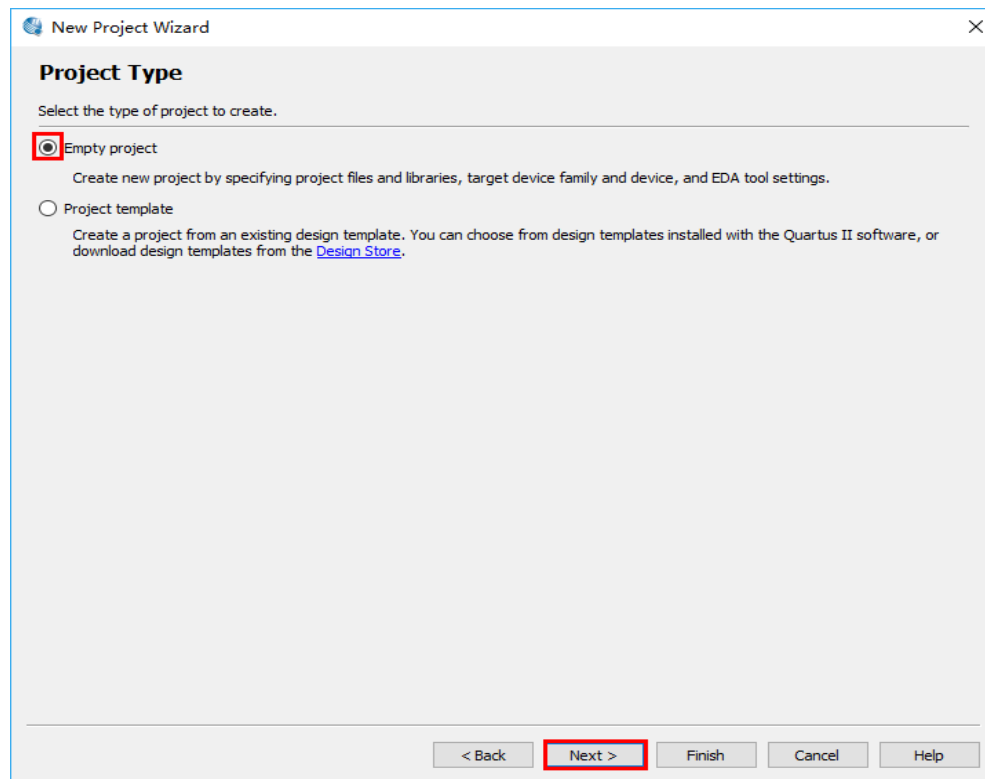 New Project Wizard
Project Type
Select the type of project to create.
Empty project
Create new project by specifying project files and libraries, target device family and device, and EDA tool settings.
Project template
Create a project from an existing design template. You can choose from design templates installed with the Quartus II software, or
download design templates from the Design Store.
< Back Next > Finish Cancel Help